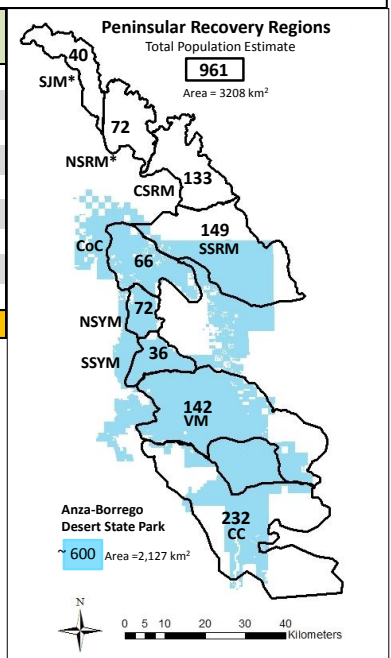 Peninsular Recovery Regions
Total Population Estimate
961
Area = 3208 km²
40
SJM*
72
NSRM*
133
CSRM
149
SSRM
CoC
66
72
NSYM
36
SSYM
142
VM
232
CC
Anza-Borrego
Desert State Park
~ 600
Area =2,127 km²
N
0 5 10 20 30 40
Kilometers